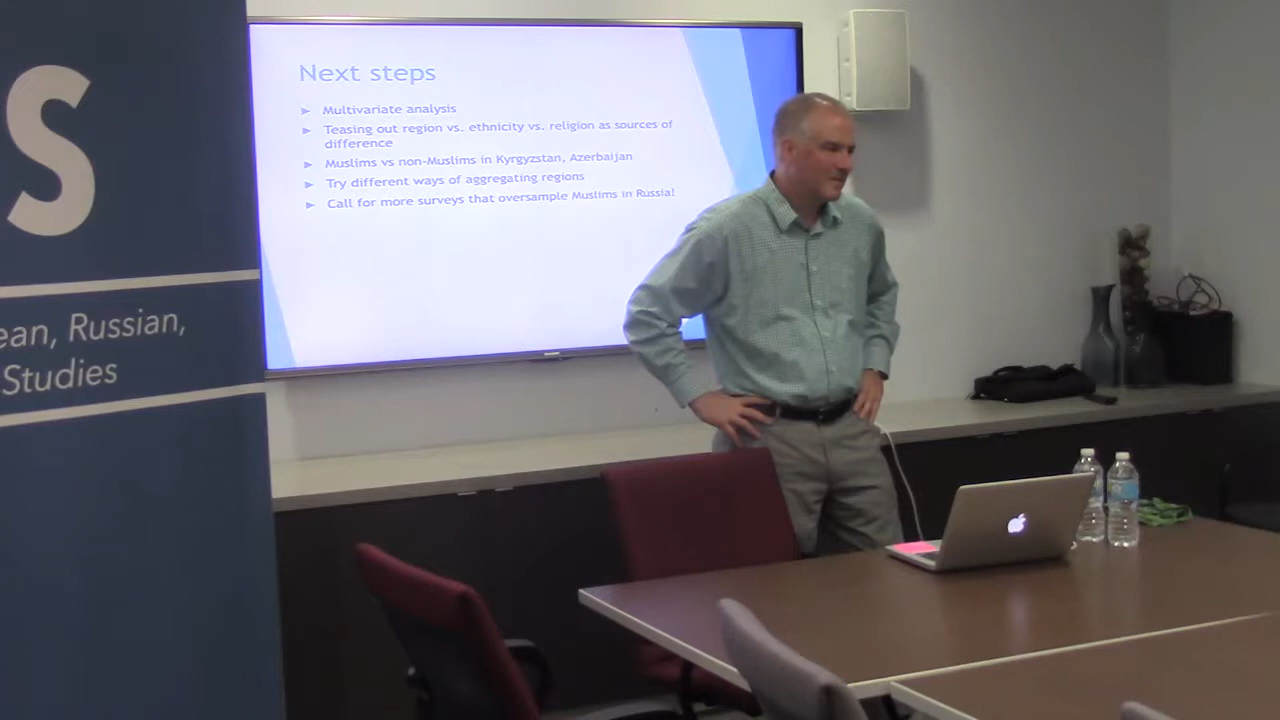 S
ean, Russian,
Studies
Next steps
► Multivariate analysis
► Teasing out region vs. ethnicity vs. religion as sources of
difference
► Muslims vs non-Muslims in Kyrgyzstan, Azerbaijan
► Try different ways of aggregating regions
► Call for more surveys that oversample Muslims in Russia!